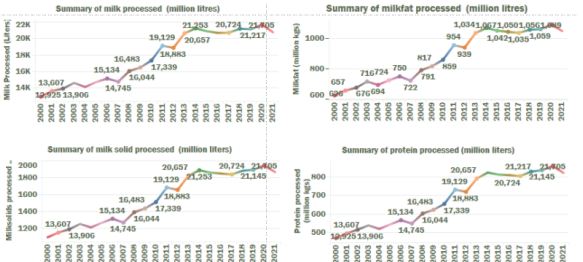 Summary of milk processed (million litres)
Milk Processed (Liters)
22K
20K
18K
16K
14K
12,925 13,607 13,906 15,134 14,745 16,483 16,044 17,339 19,129 18,883 21,253 20,657 20,724 21,217 21,705
2000 2001 2002 2003 2004 2005 2006 2007 2008 2009 2010 2011 2012 2013 2014 2015 2016 2017 2018 2019 2020 2021
Summary of milkfat processed (million litres)
Milkfat processed (million kgs)
1000
800
600
657 676 716 724 694 750 722 817 791 859 954 939 1,034 1,067 1,042 1,050 1,035 1,056 1,059
2000 2001 2002 2003 2004 2005 2006 2007 2008 2009 2010 2011 2012 2013 2014 2015 2016 2017 2018 2019 2020 2021
Summary of milk solid processed (million liters)
Milksolids processed ..
2000
1800
1600
1400
1200
13,607 13,906 15,134 14,745 16,483 16,044 17,339 19,129 18,883 20,657 21,253 20,724 21,145 21,705
2000 2001 2002 2003 2004 2005 2006 2007 2008 2009 2010 2011 2012 2013 2014 2015 2016 2017 2018 2019 2020 2021
Summary of protein processed (million liters)
Protein processed
(million kgs)
800
700
600
500
12,925 13,607 13,906 15,134 14,745 16,483 16,044 17,339 19,129 18,883 20,657 20,724 21,217 21,145 21,705
2000 2001 2002 2003 2004 2005 2006 2007 2008 2009 2010 2011 2012 2013 2014 2015 2016 2017 2018 2019 2020 2021